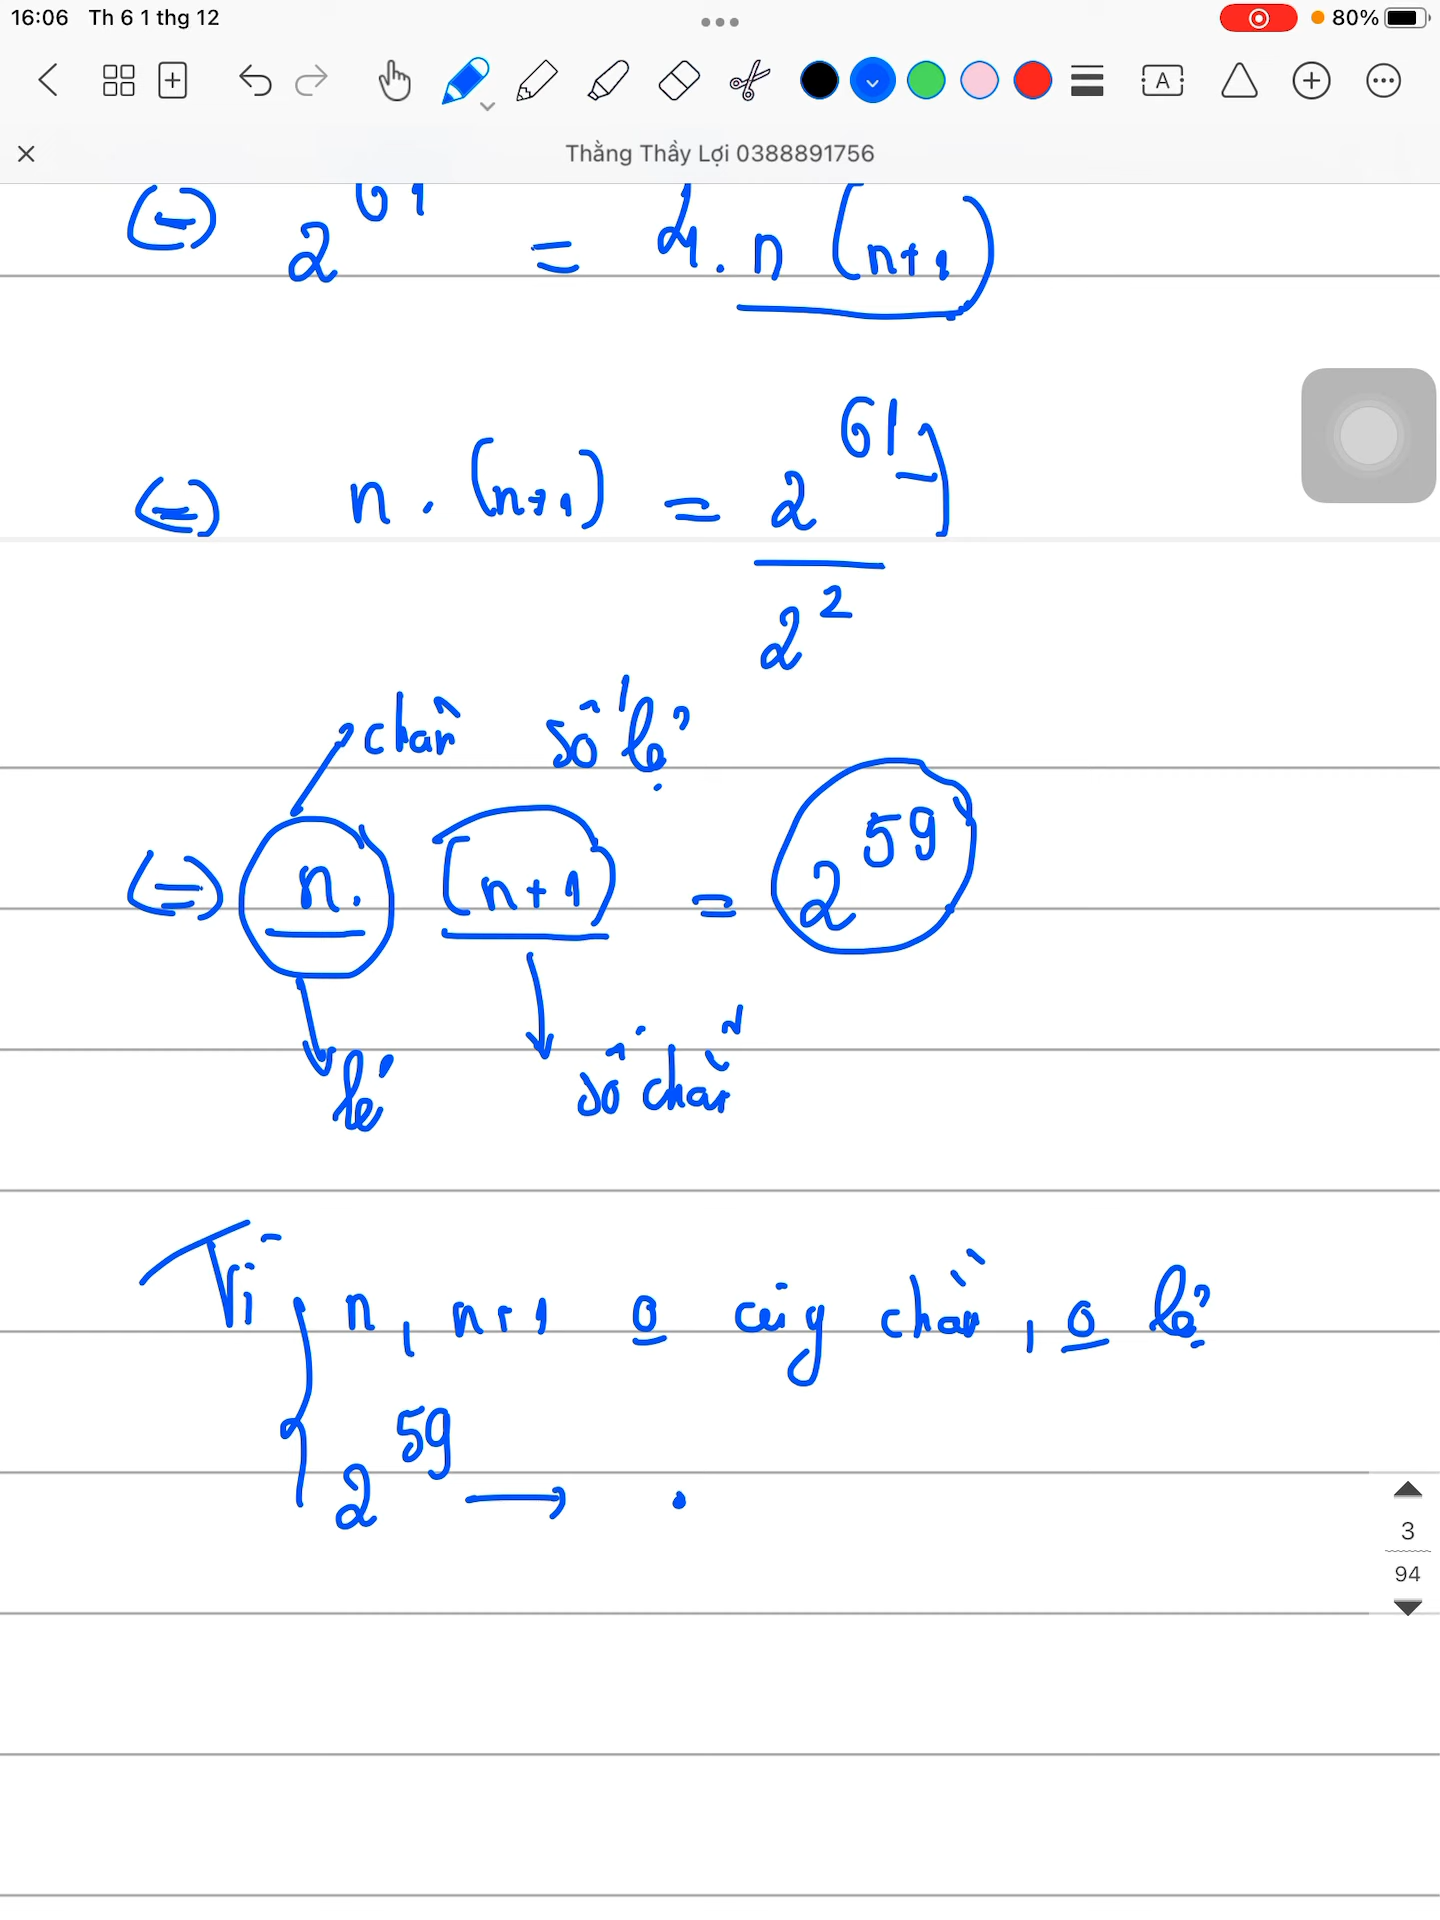 16:06 Th 6 1 thg 12 80%
A
Thằng Thầy Lợi 0388891756
(=) 2^61 = 4. n (n+1)
(=) n . (n+1) = 2^61 / 2^2
chẵn số lẻ
(=) n. (n+1) = 2^59
lẻ số chẵn
Vì { n, n+1 0 cùng chẵn, 0 lẻ
2^59 → .
3
94